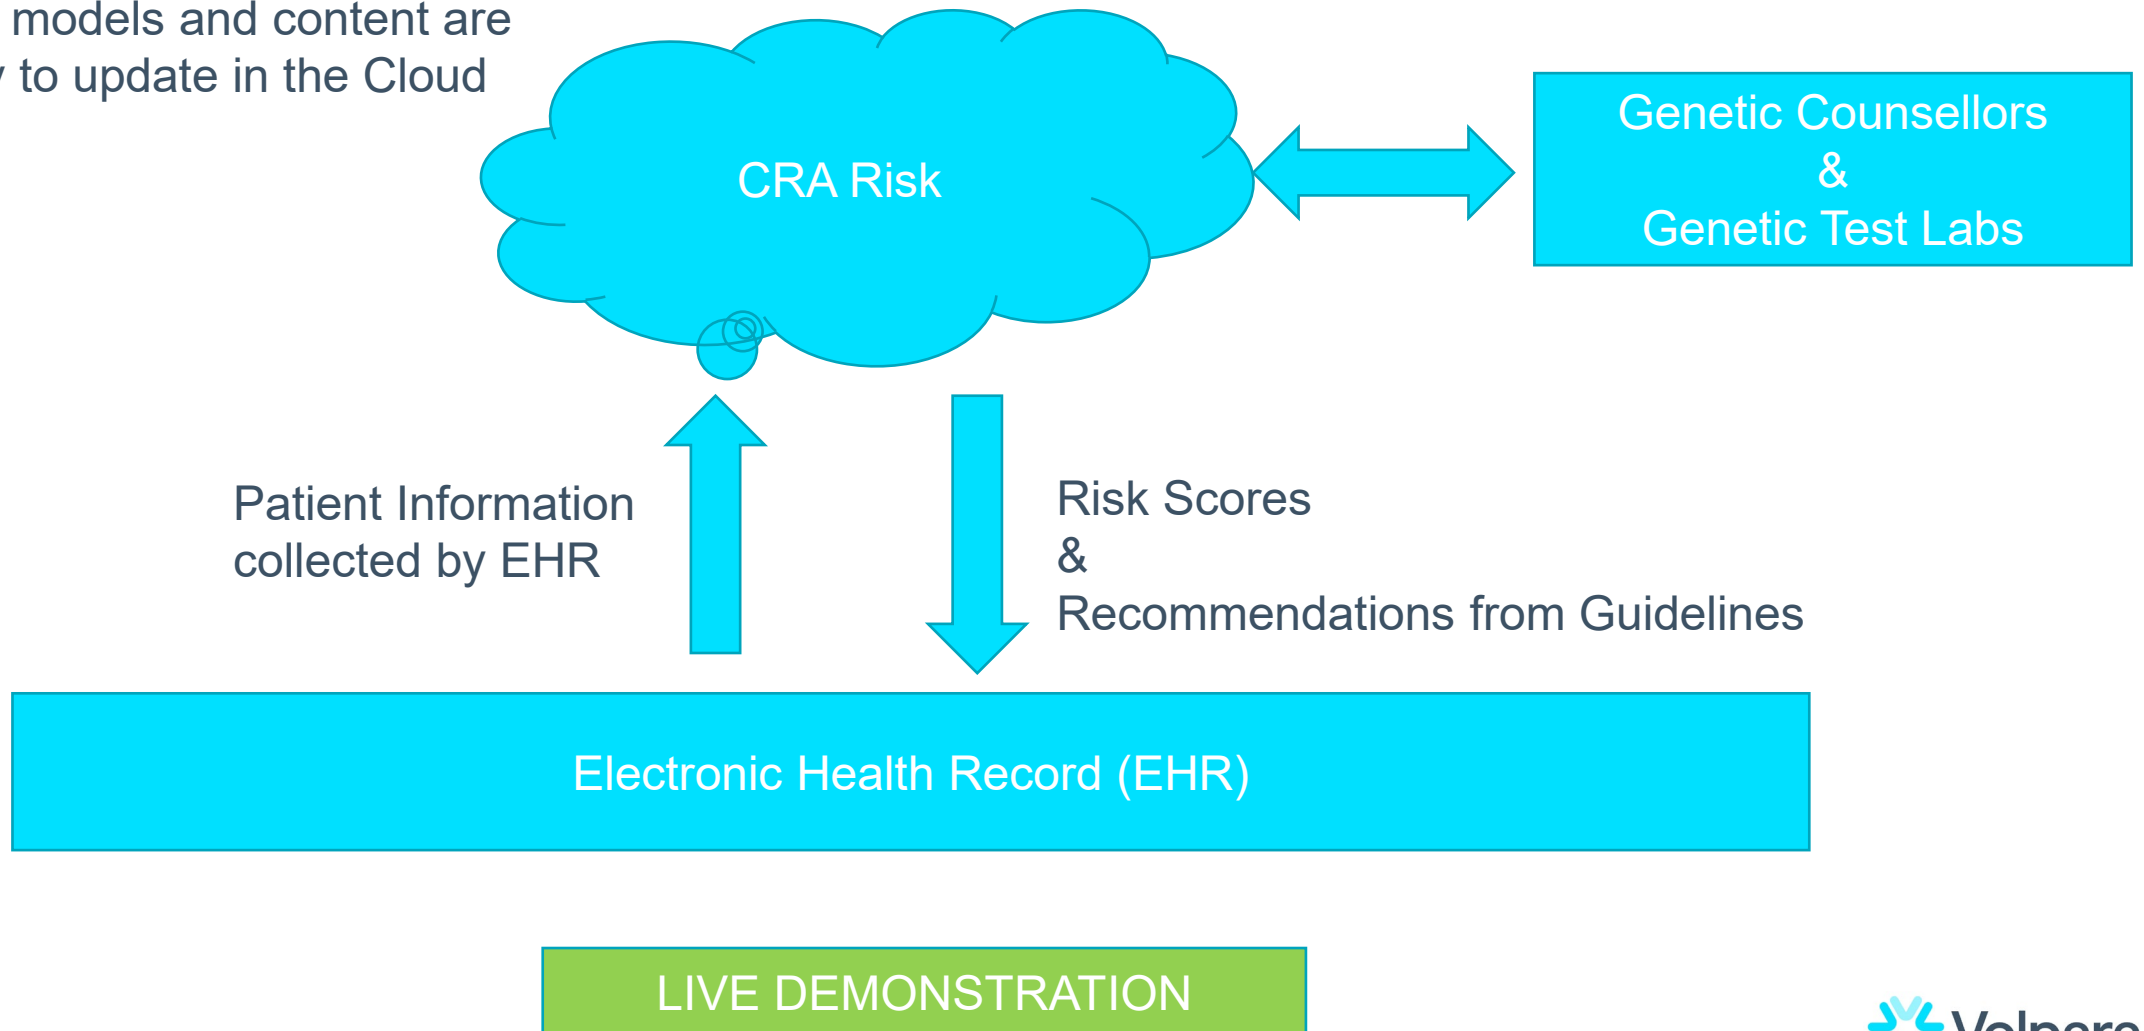 models and content are
to update in the Cloud
CRA Risk
Genetic Counsellors
&
Genetic Test Labs
Patient Information
collected by EHR
Risk Scores
&
Recommendations from Guidelines
Electronic Health Record (EHR)
LIVE DEMONSTRATION